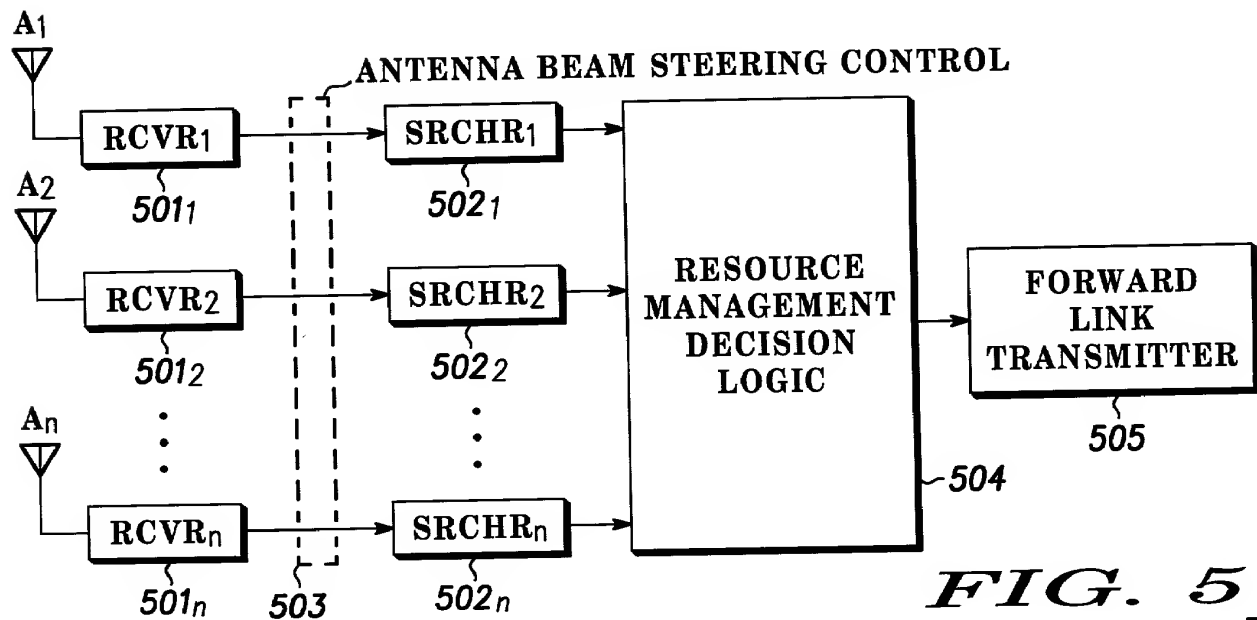 A1
ANTENNA BEAM STEERING CONTROL
RCVR1
SRCHR1
5011
5021
A2
RCVR2
SRCHR2
5012
5022
RESOURCE
MANAGEMENT
DECISION
LOGIC
FORWARD
LINK
TRANSMITTER
505
An
504
RCVRn
SRCHRn
501n
503
502n
FIG. 5